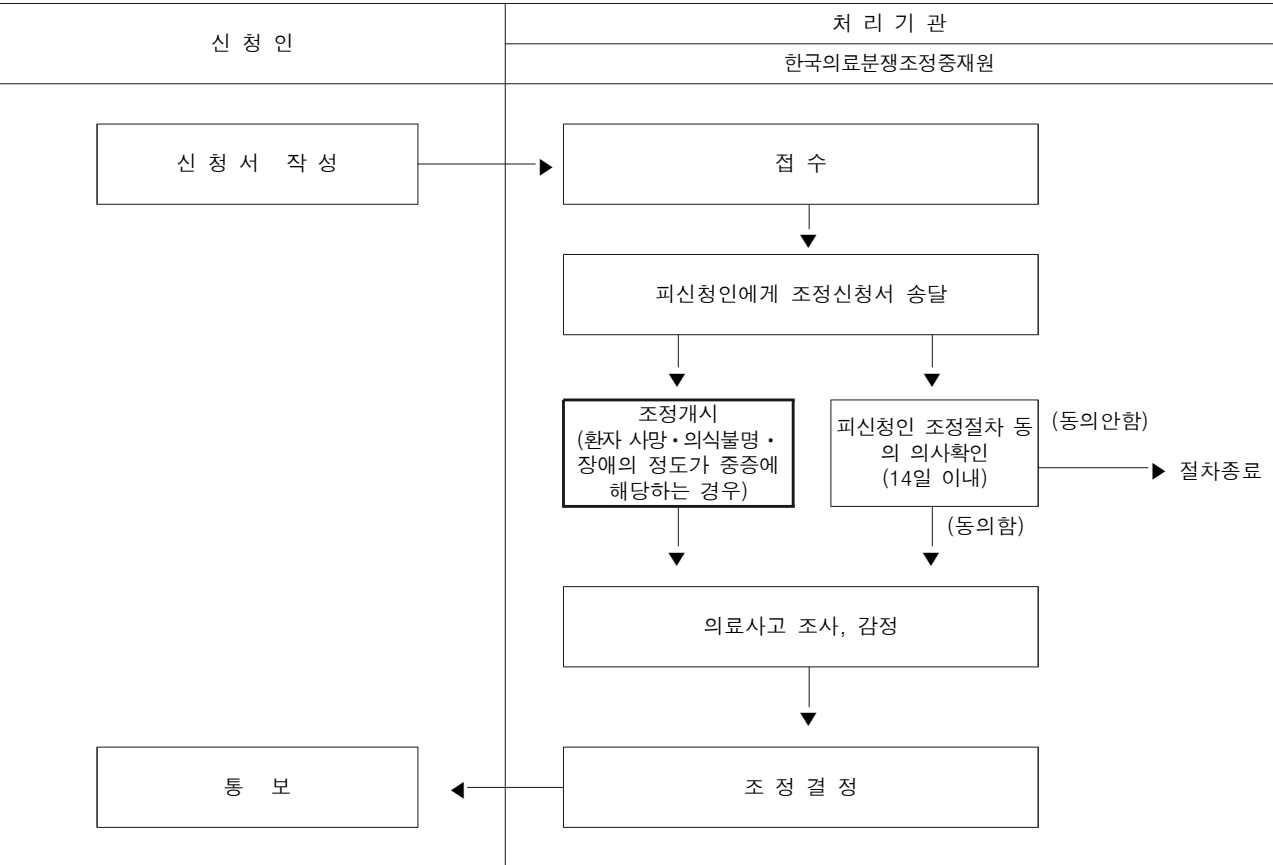 신 청 인
처 리 기 관
한국의료분쟁조정중재원
신 청 서 작 성
접 수
피신청인에게 조정신청서 송달
조정개시
(환자 사망·의식불명·
장애의 정도가 중증에
해당하는 경우)
피신청인 조정절차 동
의 의사확인
(14일 이내)
(동의안함)
절차종료
(동의함)
의료사고 조사, 감정
통 보
조 정 결 정